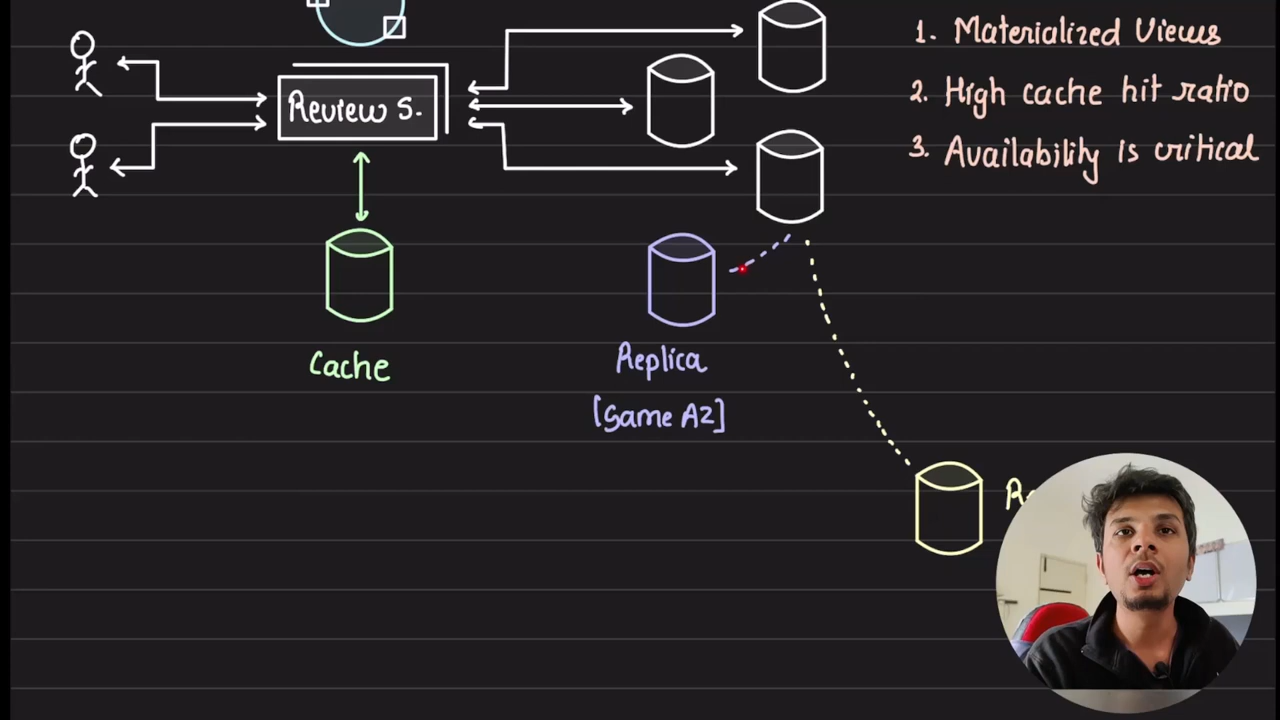 1. Materialized Views
2. High cache hit ratio
3. Availability is critical
Review S.
Cache
Replica
[Same AZ]